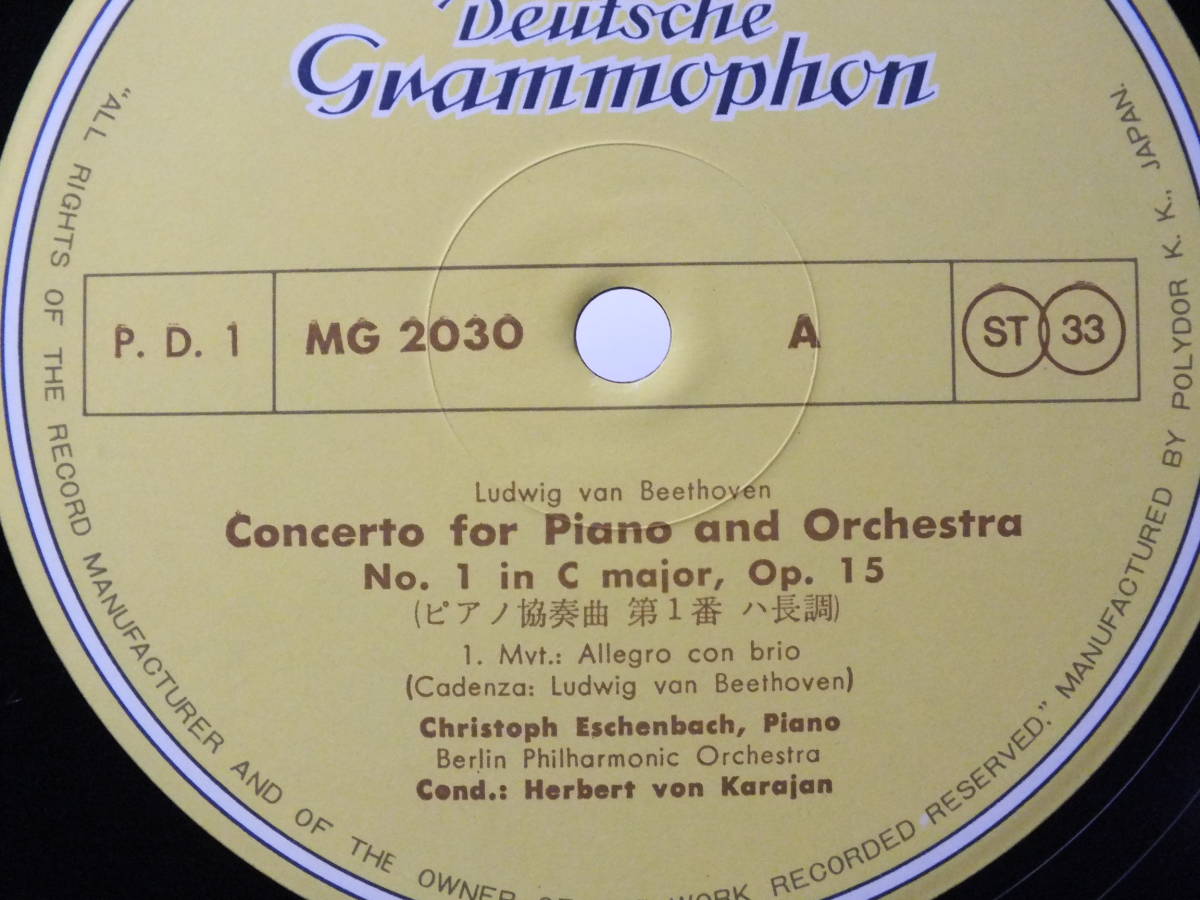 Deutsche
Grammophon
P. D. 1
MG 2030
A
ST 33
Ludwig van Beethoven
Concerto for Piano and Orchestra
No. 1 in C major, Op. 15
(ピアノ協奏曲 第1番 ハ長調)
1. Mvt.: Allegro con brio
(Cadenza: Ludwig van Beethoven)
Christoph Eschenbach, Piano
Berlin Philharmonic Orchestra
Cond.: Herbert von Karajan
"ALL RIGHTS OF THE RECORD MANUFACTURER AND OF THE OWNER WORK RECORDED RESERVED." MANUFACTURED BY POLYDOR K. K., JAPAN.